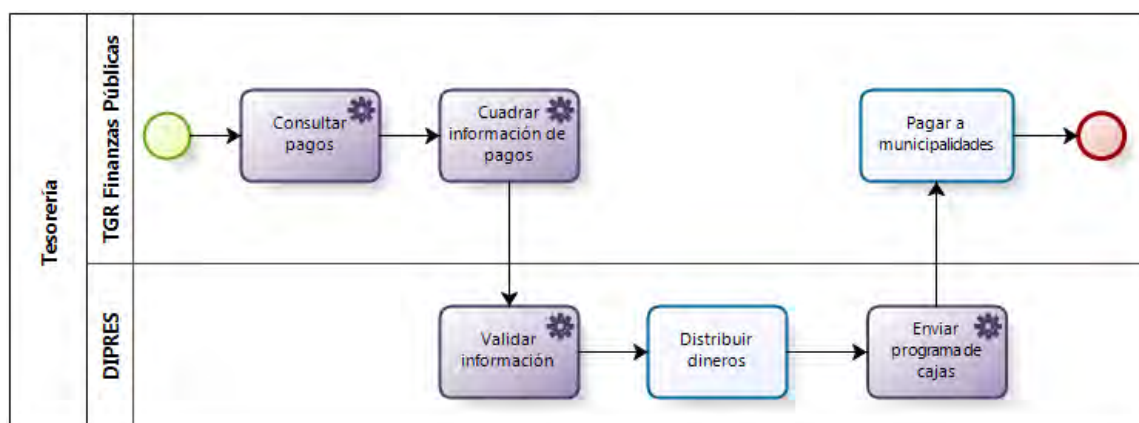 Tesorería
TGR Finanzas Públicas
Consultar
pagos
Cuadrar
información de
pagos
Pagar a
municipalidades
DIPRES
Validar
información
Distribuir
dineros
Enviar
programa de
cajas